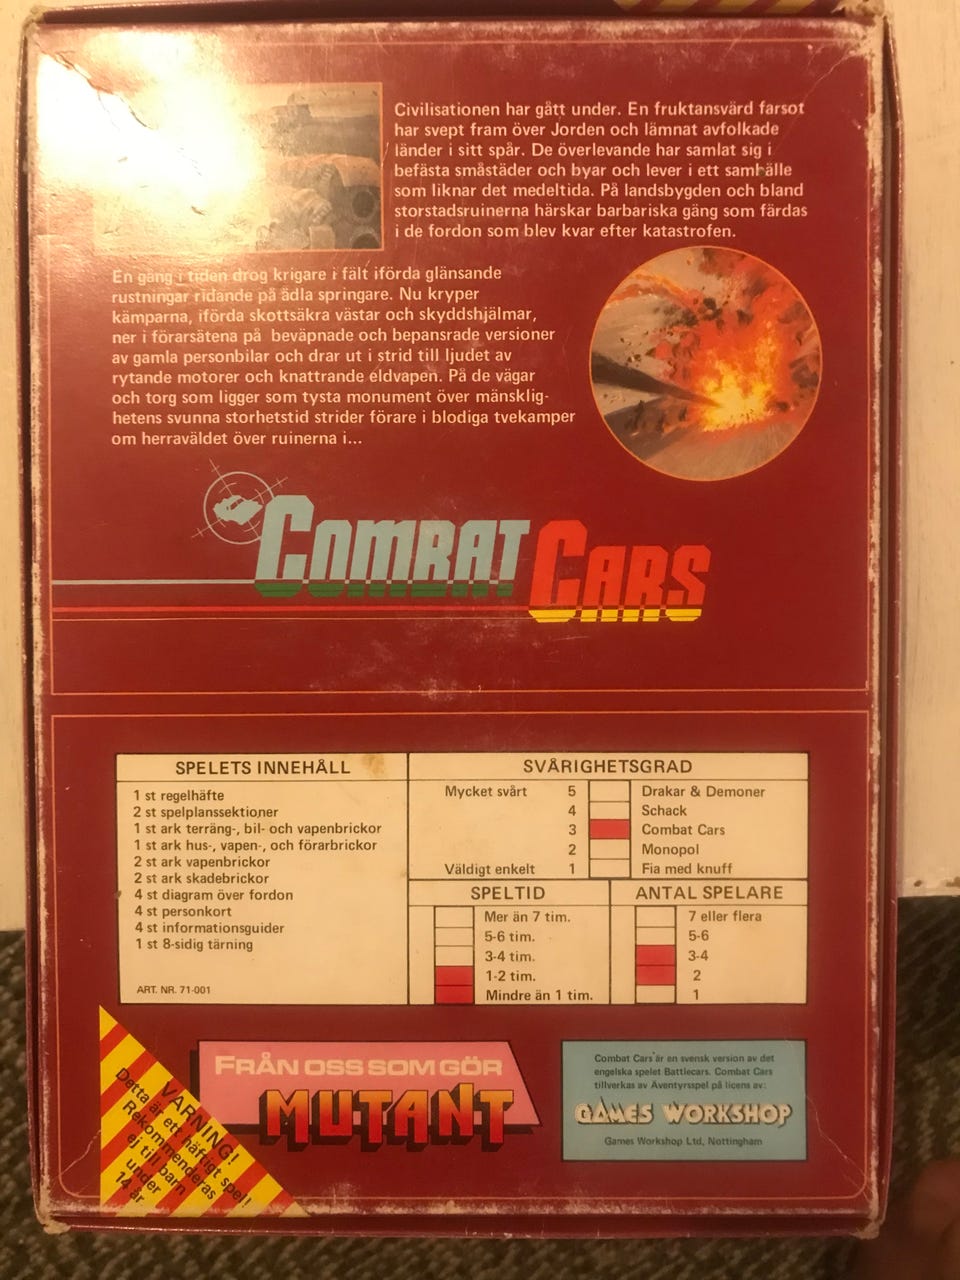 Civilisationen har gått under. En fruktansvärd farsot
har svept fram över Jorden och lämnat avfolkade
länder i sitt spår. De överlevande har samlat sig i
befästa småstäder och byar och lever i ett samhälle
som liknar det medeltida. På landsbygden och bland
storstadsruinerna härskar barbariska gäng som färdas
i de fordon som blev kvar efter katastrofen.
En gång i tiden drog krigare i fält iförda glänsande
rustningar ridande på ädla springare. Nu kryper
kämparna, iförda skottsäkra västar och skyddshjälmar,
ner i förarsätena på beväpnade och bepansrade versioner
av gamla personbilar och drar ut i strid till ljudet av
rytande motorer och knattrande eldvapen. På de vägar
och torg som ligger som tysta monument över mänsklig-
hetens svunna storhetstid strider förare i blodiga tvekamper
om herraväldet över ruinerna i...
COMBAT CARS
SPELETS INNEHÅLL
1 st regelhäfte
2 st spelplanssektioner
1 st ark terräng-, bil- och vapenbrickor
1 st ark hus-, vapen-, och förarbrickor
2 st ark vapenbrickor
2 st ark skadebrickor
4 st diagram över fordon
4 st personkort
4 st informationsguider
1 st 8-sidig tärning
ART. NR. 71-001
SVÅRIGHETSGRAD
Mycket svårt 5 Drakar & Demoner
4 Schack
3 Combat Cars
2 Monopol
Väldigt enkelt 1 Fia med knuff
SPELTID
Mer än 7 tim.
5-6 tim.
3-4 tim.
1-2 tim.
Mindre än 1 tim.
ANTAL SPELARE
7 eller flera
5-6
3-4
2
1
VARNING!
Detta är ett häftigt spel!
Rekommenderas
ej till barn
under
14 år.
FRÅN OSS SOM GÖR
MUTANT
Combat Cars är en svensk version av det
engelska spelet Battlecars. Combat Cars
tillverkas av Äventyrsspel på licens av:
GAMES WORKSHOP
Games Workshop Ltd, Nottingham